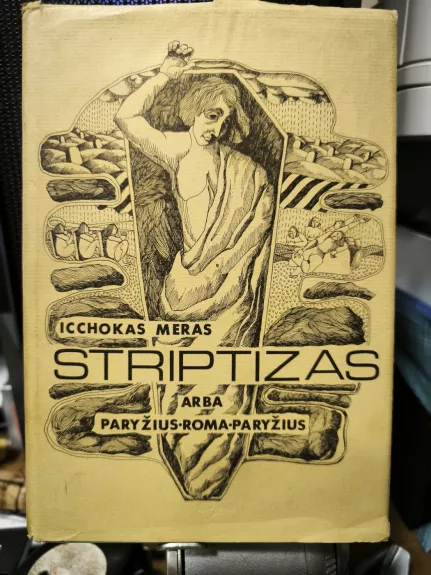 ICCHOKAS MERAS
STRIPTIZAS
ARBA
PARYŽIUS-ROMA-PARYŽIUS